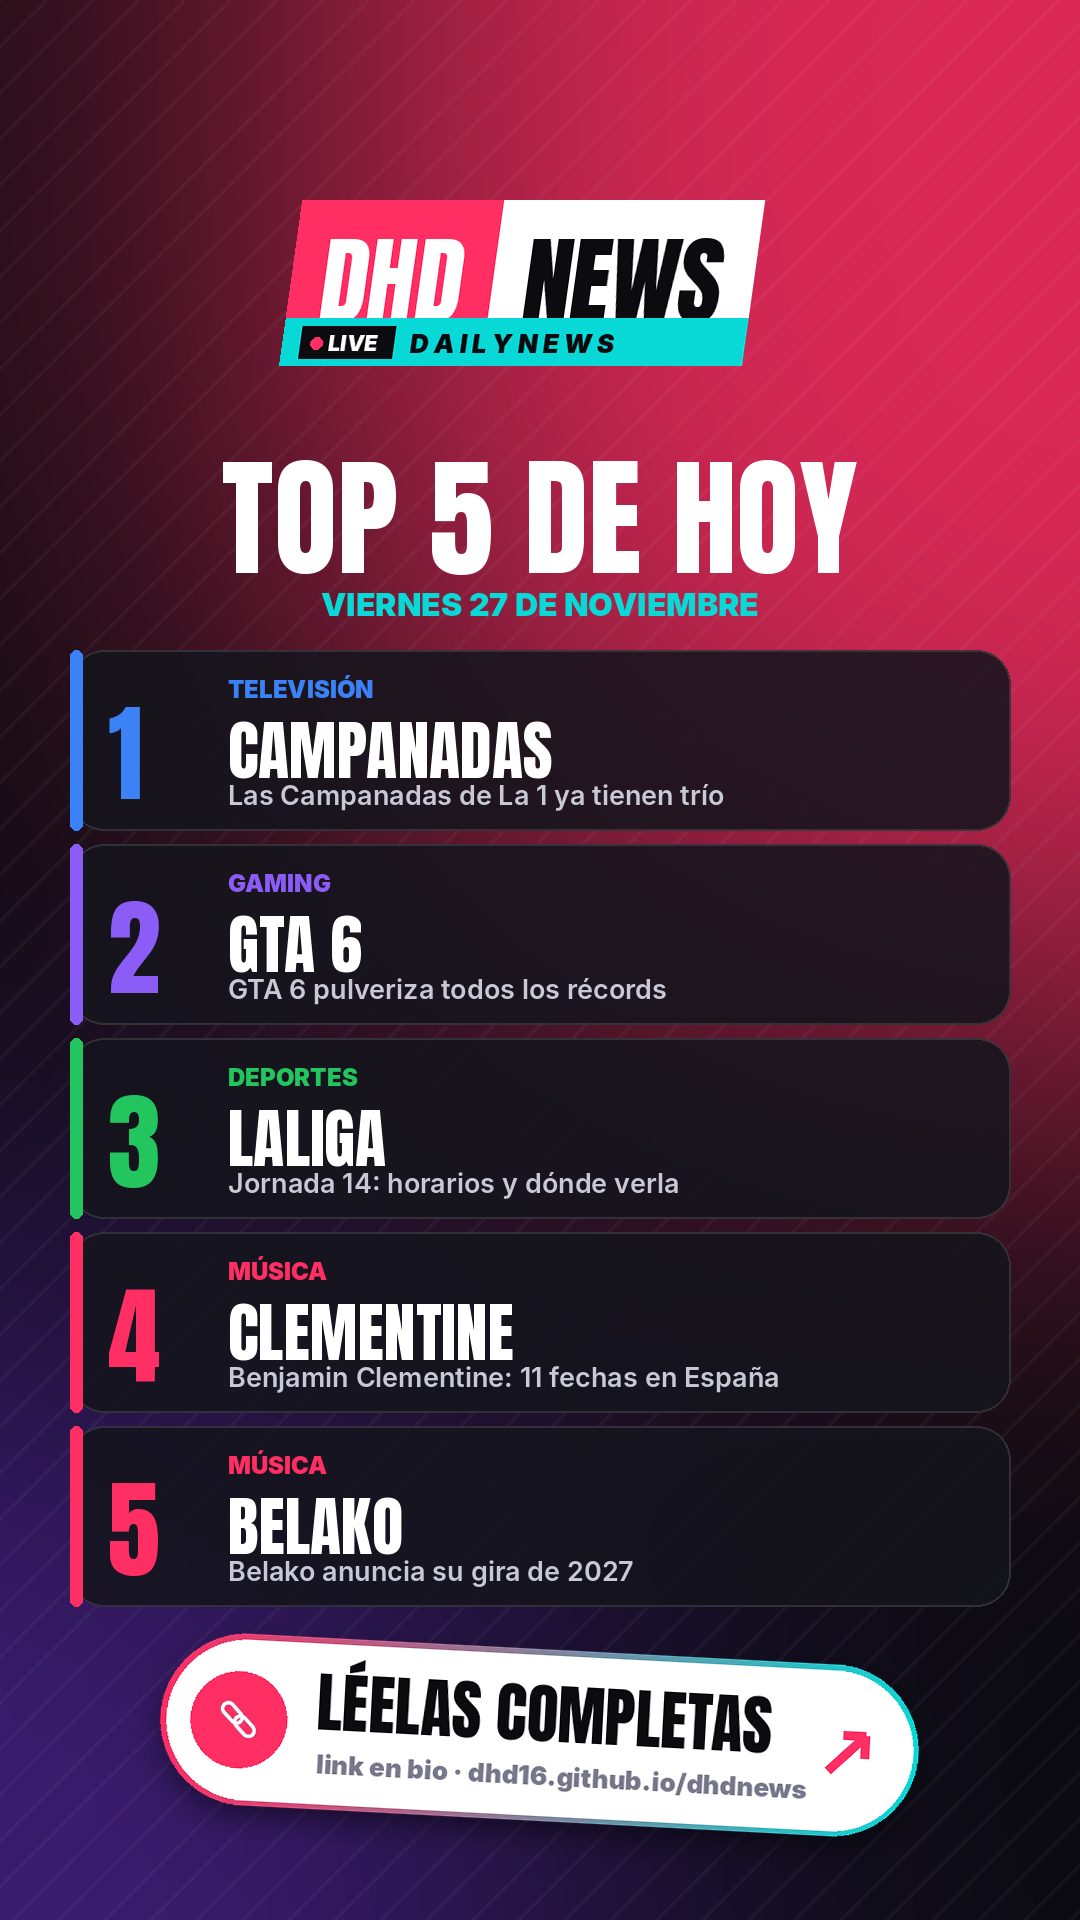 DHD NEWS
LIVE DAILYNEWS
TOP 5 DE HOY
VIERNES 27 DE NOVIEMBRE
1
TELEVISIÓN
CAMPANADAS
Las Campanadas de La 1 ya tienen trío
2
GAMING
GTA 6
GTA 6 pulveriza todos los récords
3
DEPORTES
LALIGA
Jornada 14: horarios y dónde verla
4
MÚSICA
CLEMENTINE
Benjamin Clementine: 11 fechas en España
5
MÚSICA
BELAKO
Belako anuncia su gira de 2027
LÉELAS COMPLETAS
link en bio · dhd16.github.io/dhdnews